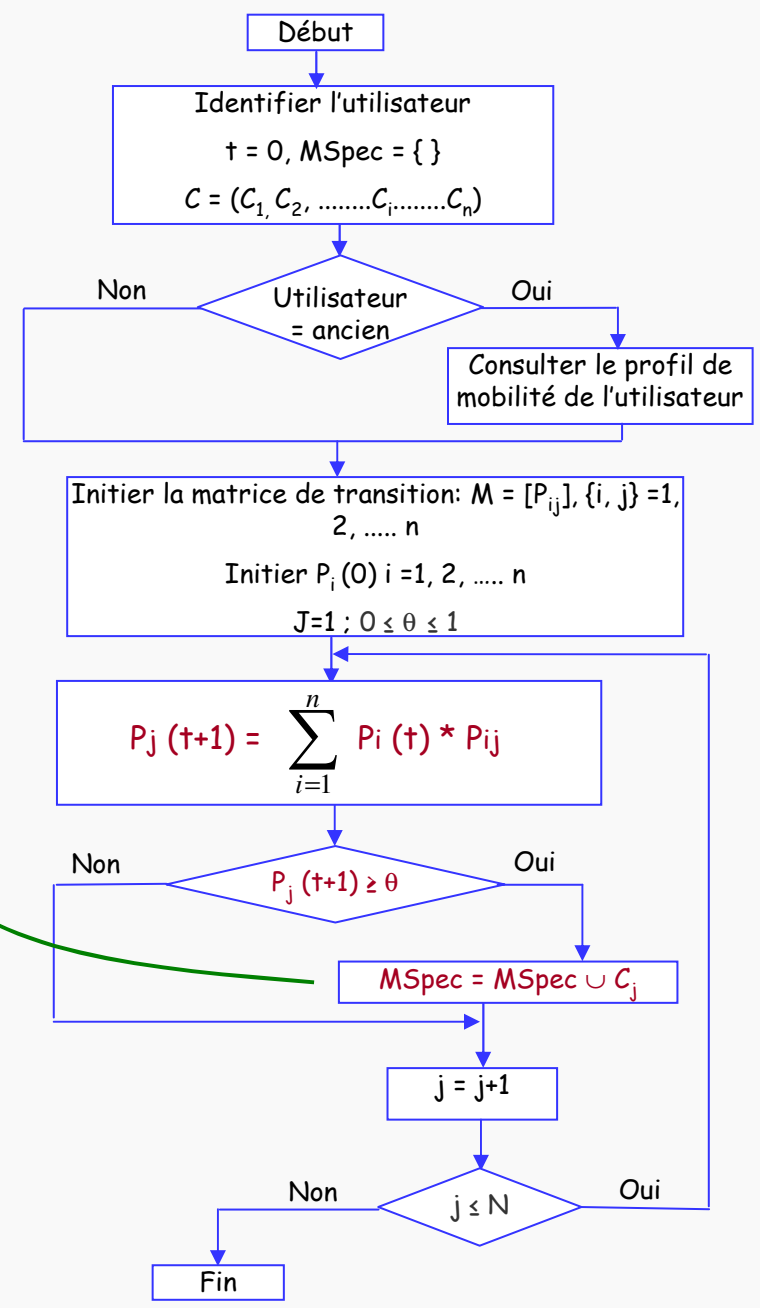 Début
Identifier l'utilisateur
t = 0, MSpec = { }
C = (C₁, C₂, ........Cᵢ........Cₙ)
Non
Oui
Utilisateur
= ancien
Consulter le profil de
mobilité de l'utilisateur
Initier la matrice de transition: M = [Pᵢⱼ], {i, j} =1,
2, ..... n
Initier Pᵢ (0) i =1, 2, ..... n
J=1 ; 0 ≤ θ ≤ 1
n
Pj (t+1) = ∑ Pi (t) * Pij
i=1
Non
Oui
Pⱼ (t+1) ≥ θ
MSpec = MSpec ∪ Cⱼ
j = j+1
Non
Oui
j ≤ N
Fin